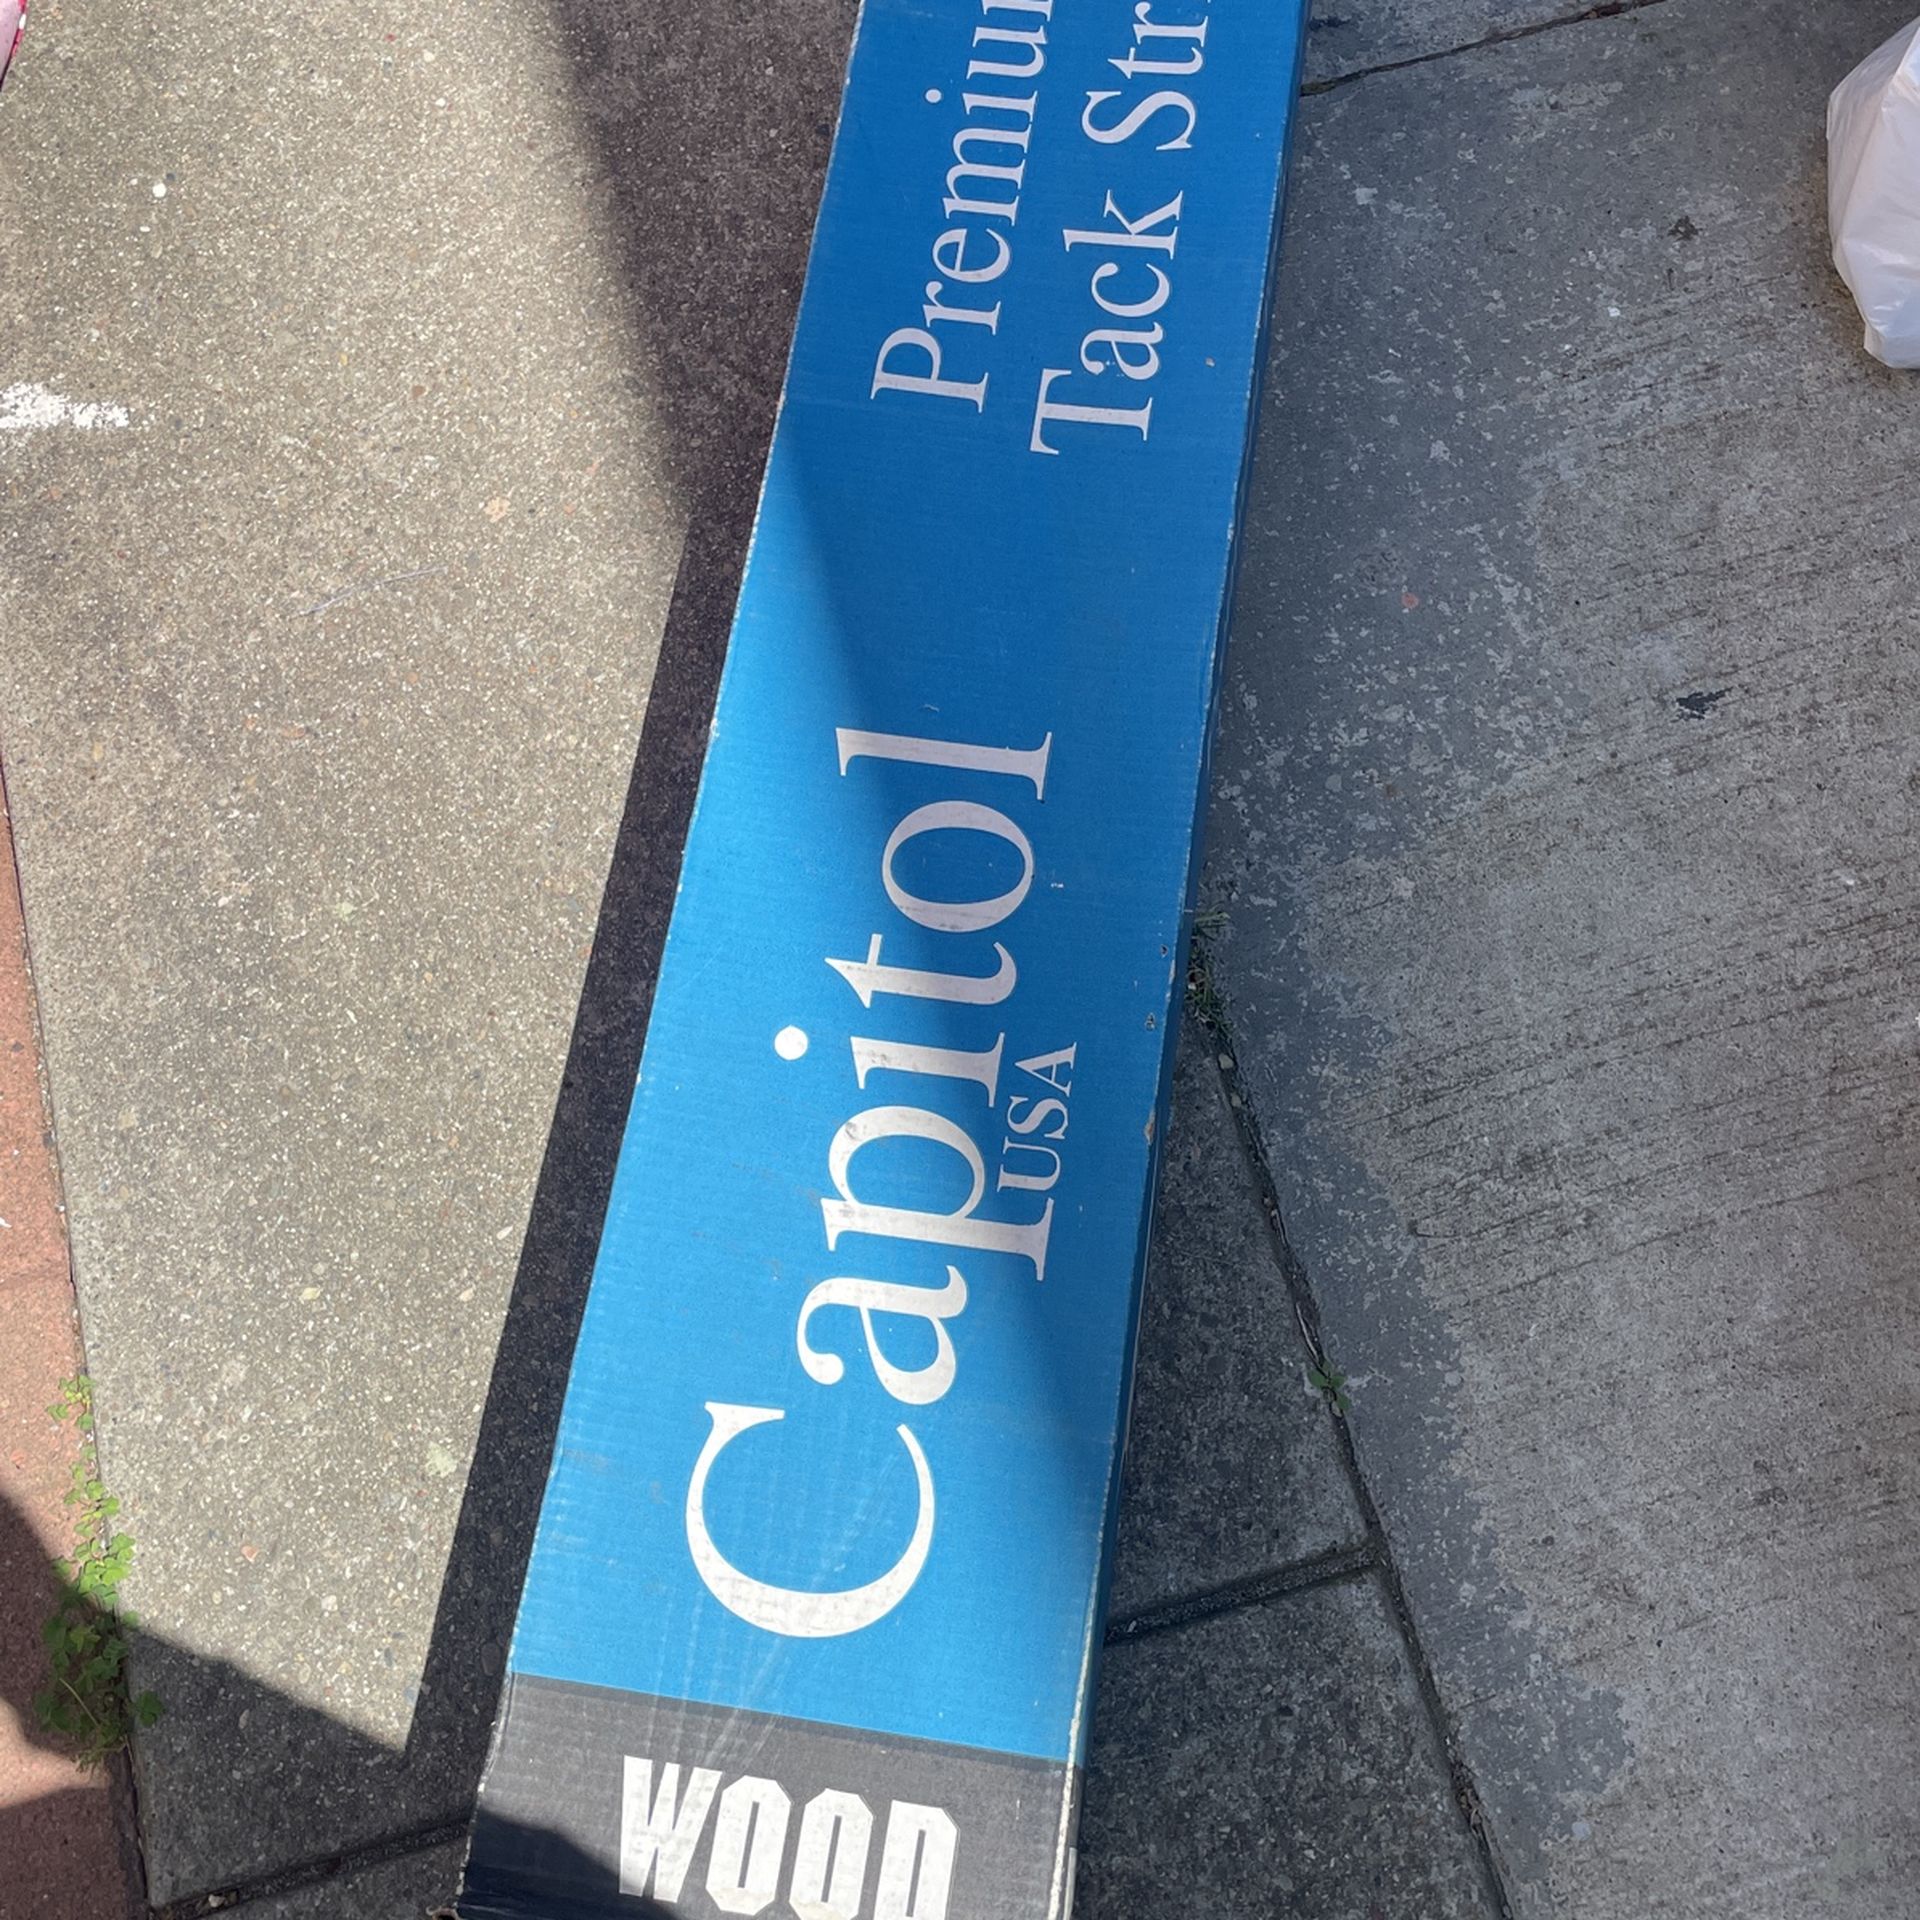 Premiu
Tack Str
Capitol
USA
WOOD